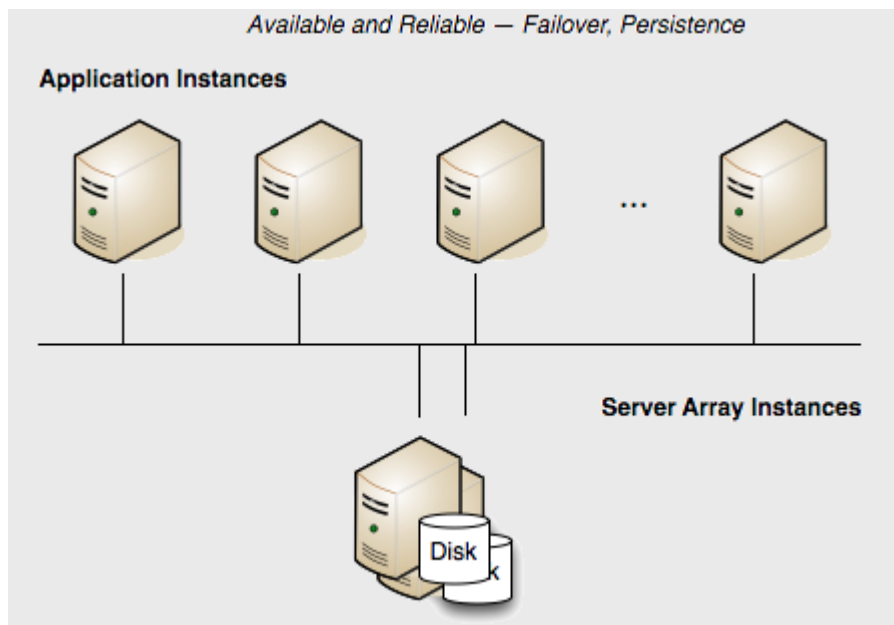 Available and Reliable — Failover, Persistence
Application Instances
...
Server Array Instances
Disk
k